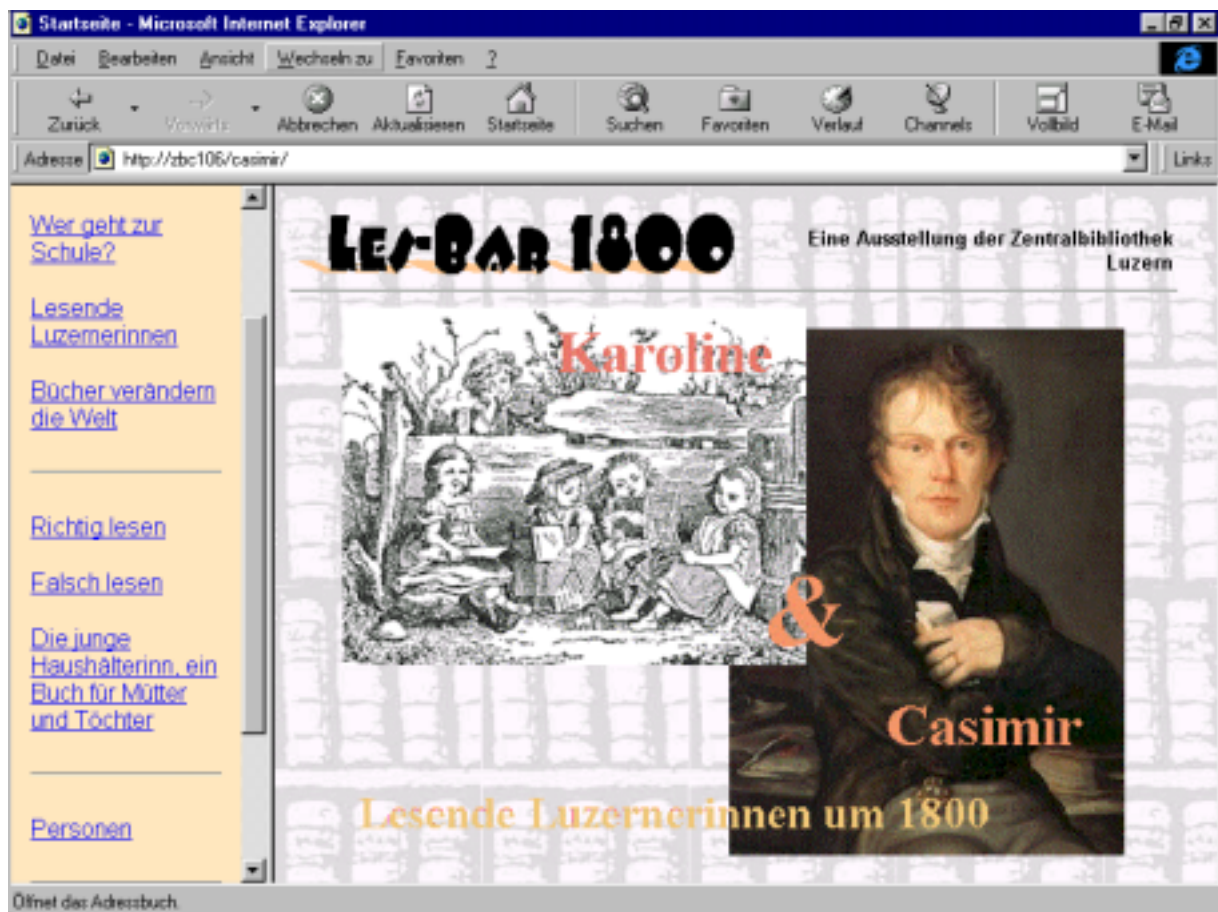 Startseite - Microsoft Internet Explorer
Datei Bearbeiten Ansicht Wechseln zu Favoriten ?
Zurück Vorwärts Abbrechen Aktualisieren Startseite Suchen Favoriten Verlauf Channels Vollbild E-Mail
Adresse http://zbc106/casimir/ Links
Wer geht zur
Schule?
Lesende
Luzernerinnen
Bücher verändern
die Welt
Richtig lesen
Falsch lesen
Die junge
Haushälterinn, ein
Buch für Mütter
und Töchter
Personen
Les-Bar 1800
Eine Ausstellung der Zentralbibliothek
Luzern
Karoline
&
Casimir
Lesende Luzernerinnen um 1800
Öffnet das Adressbuch.